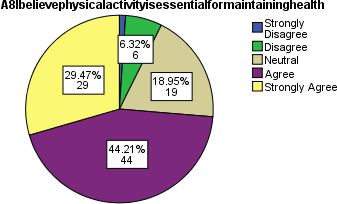 A8Ibelievephysicalactivityisessentialformaintaininghealth
Strongly
Disagree
Disagree
Neutral
Agree
Strongly Agree
6.32%
6
18.95%
19
44.21%
44
29.47%
29